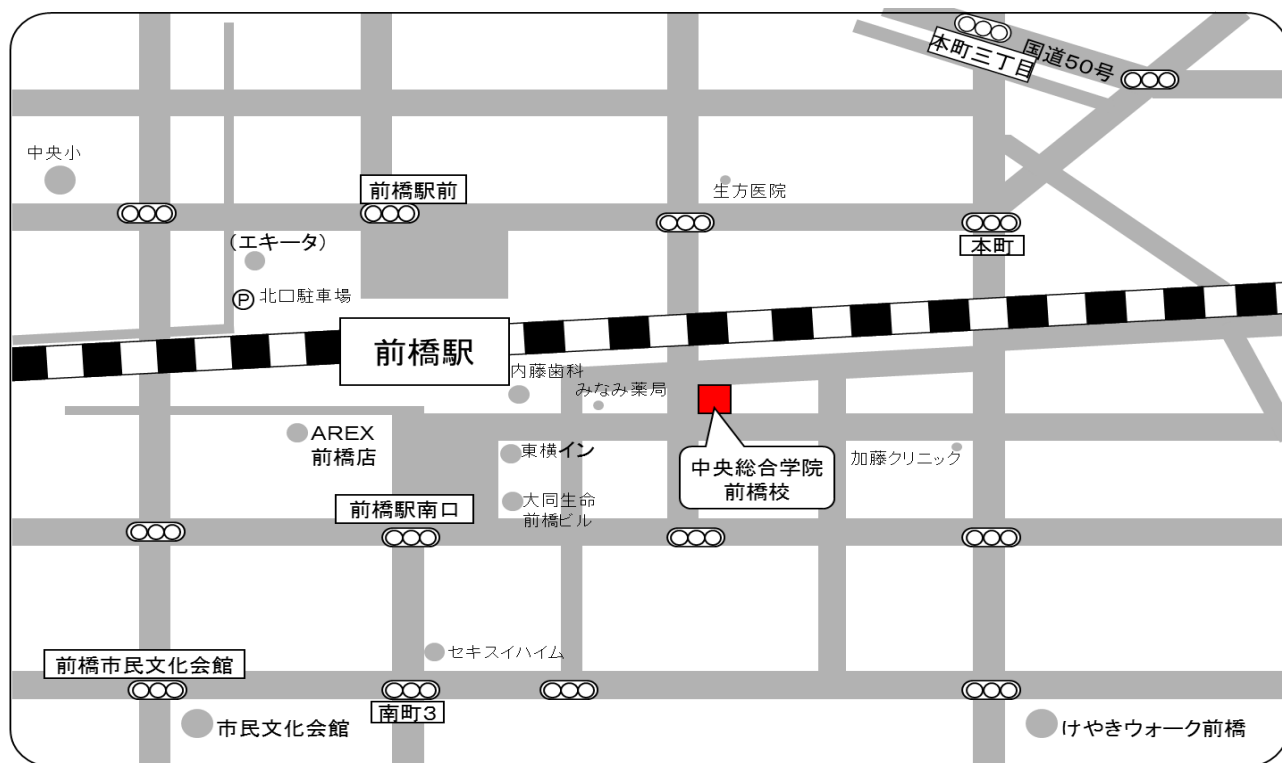 本町三丁目
国道50号
中央小
前橋駅前
生方医院
(エキータ)
本町
Ⓟ 北口駐車場
前橋駅
内藤歯科
みなみ薬局
AREX
前橋店
東横イン
中央総合学院
前橋校
加藤クリニック
大同生命
前橋ビル
前橋駅南口
セキスイハイム
前橋市民文化会館
南町3
市民文化会館
けやきウォーク前橋